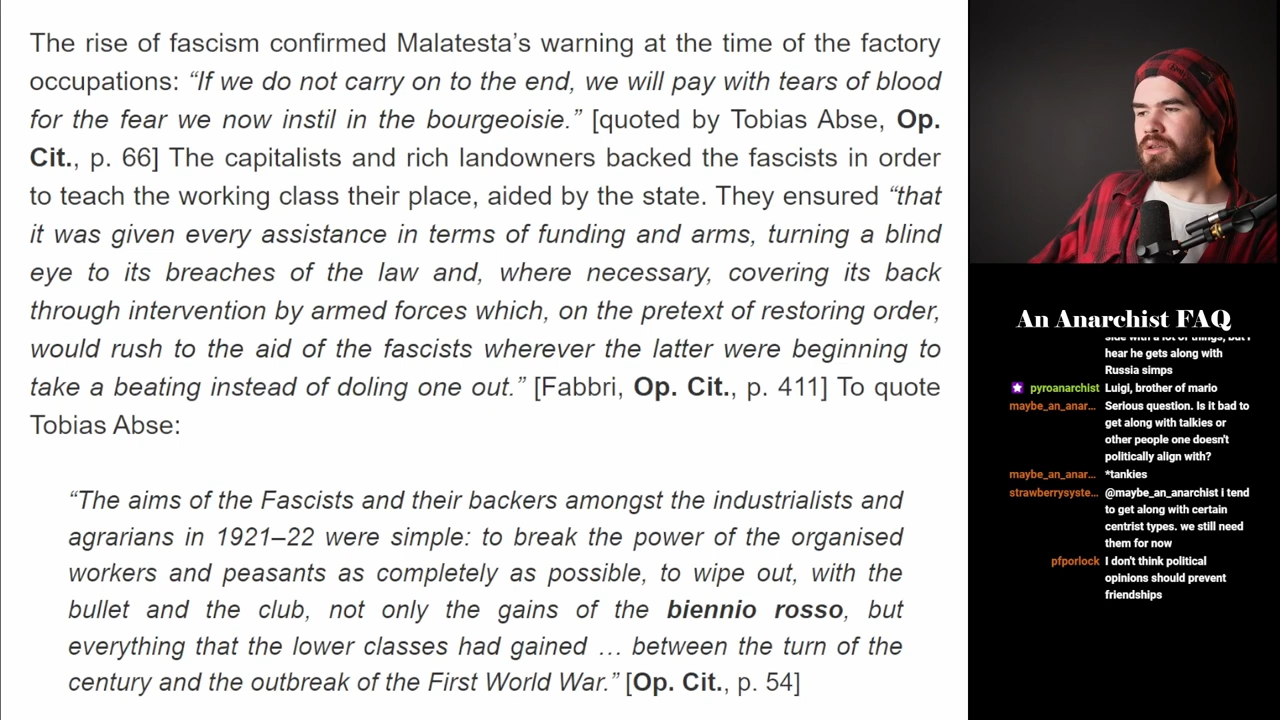 The rise of fascism confirmed Malatesta’s warning at the time of the factory
occupations: “If we do not carry on to the end, we will pay with tears of blood
for the fear we now instil in the bourgeoisie.” [quoted by Tobias Abse, Op.
Cit., p. 66] The capitalists and rich landowners backed the fascists in order
to teach the working class their place, aided by the state. They ensured “that
it was given every assistance in terms of funding and arms, turning a blind
eye to its breaches of the law and, where necessary, covering its back
through intervention by armed forces which, on the pretext of restoring order,
would rush to the aid of the fascists wherever the latter were beginning to
take a beating instead of doling one out.” [Fabbri, Op. Cit., p. 411] To quote
Tobias Abse:
“The aims of the Fascists and their backers amongst the industrialists and
agrarians in 1921–22 were simple: to break the power of the organised
workers and peasants as completely as possible, to wipe out, with the
bullet and the club, not only the gains of the biennio rosso, but
everything that the lower classes had gained … between the turn of the
century and the outbreak of the First World War.” [Op. Cit., p. 54]
An Anarchist FAQ
side with a lot of things, but I
hear he gets along with
Russia simps
pyroanarchist Luigi, brother of mario
maybe_an_anar... Serious question. Is it bad to
get along with talkies or
other people one doesn't
politically align with?
maybe_an_anar... *tankies
strawberrysyste... @maybe_an_anarchist i tend
to get along with certain
centrist types. we still need
them for now
pfporlock I don't think political
opinions should prevent
friendships